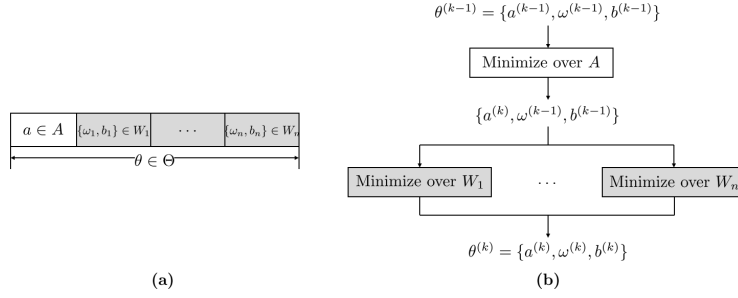 a ∈ A {ω₁, b₁} ∈ W₁ · · · {ωₙ, bₙ} ∈ Wₙ
θ ∈ Θ
(a)
θ⁽ᵏ⁻¹⁾ = {a⁽ᵏ⁻¹⁾, ω⁽ᵏ⁻¹⁾, b⁽ᵏ⁻¹⁾}
Minimize over A
{a⁽ᵏ⁾, ω⁽ᵏ⁻¹⁾, b⁽ᵏ⁻¹⁾}
Minimize over W₁ · · · Minimize over Wₙ
θ⁽ᵏ⁾ = {a⁽ᵏ⁾, ω⁽ᵏ⁾, b⁽ᵏ⁾}
(b)